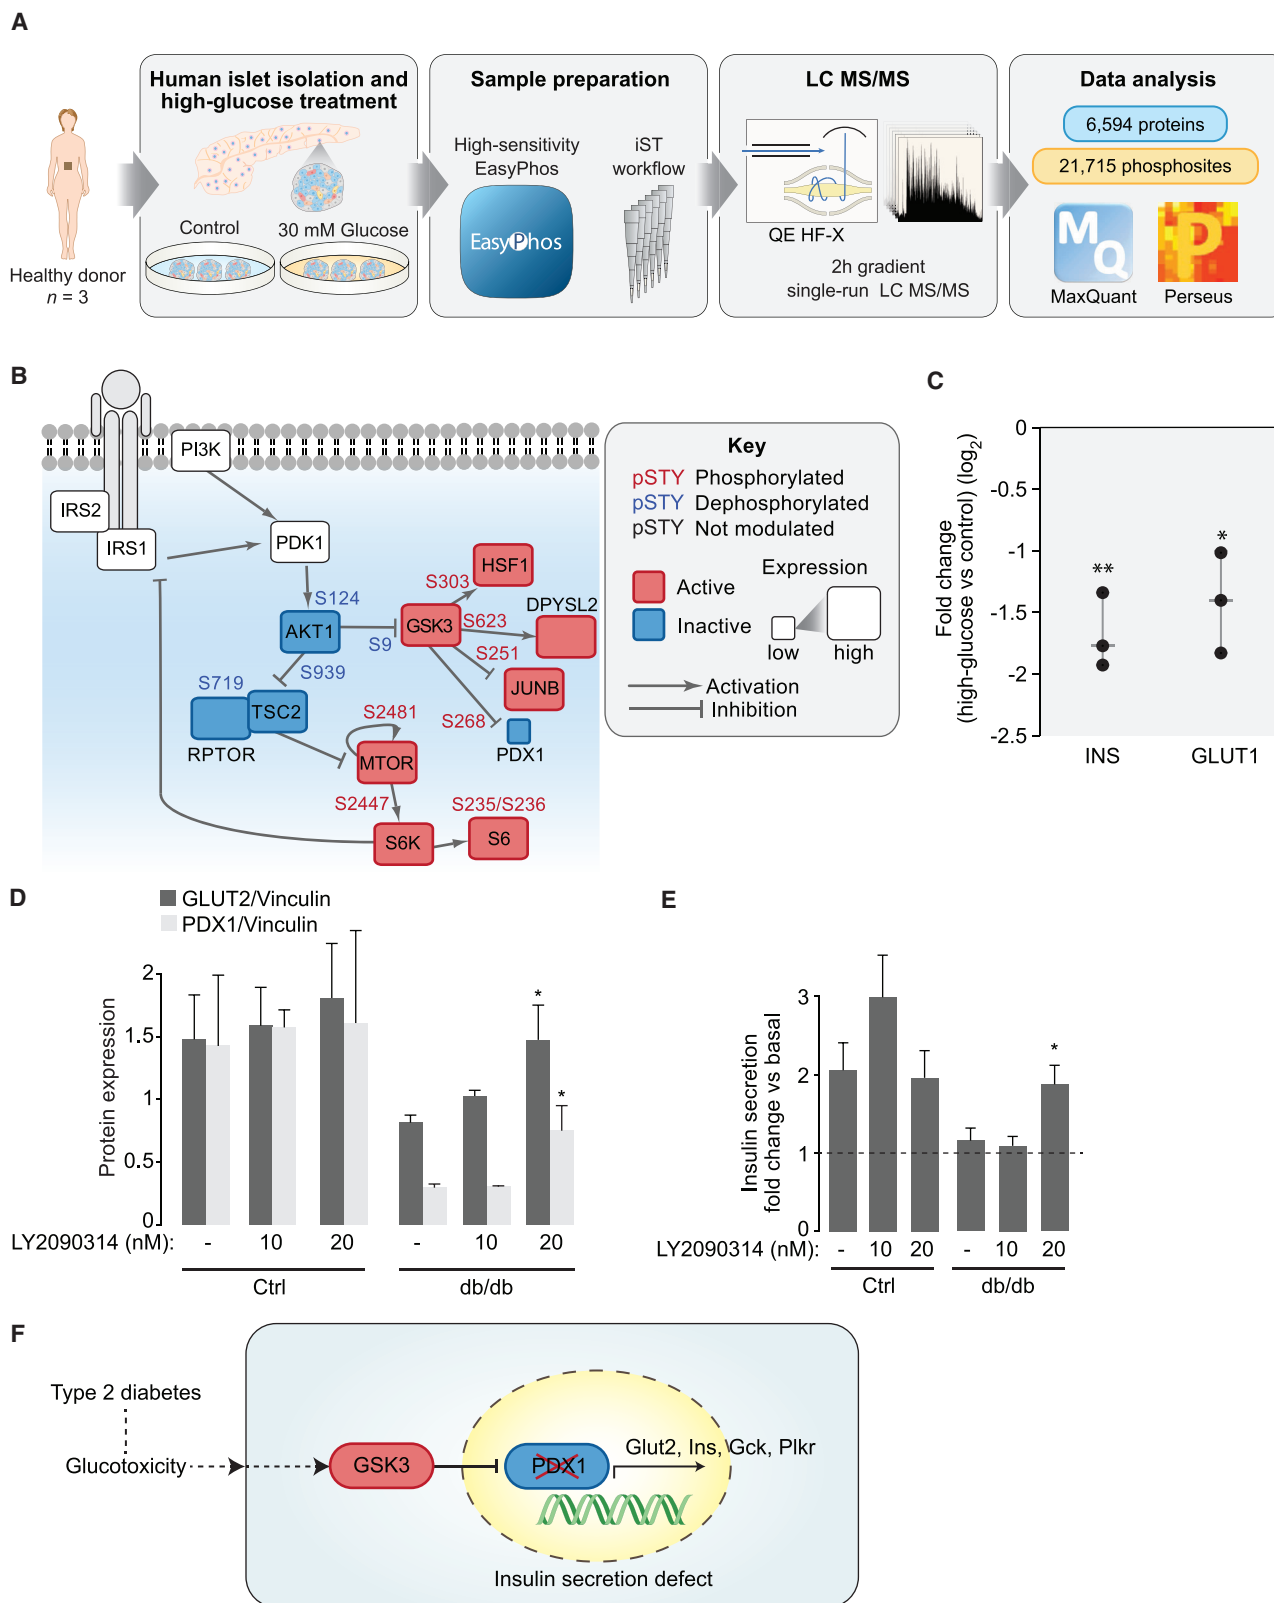 A
Healthy donor
n = 3
Human islet isolation and
high-glucose treatment
Control
30 mM Glucose
Sample preparation
High-sensitivity
EasyPhos
iST
workflow
EasyPhos
LC MS/MS
QE HF-X
2h gradient
single-run LC MS/MS
Data analysis
6,594 proteins
21,715 phosphosites
MQ
P
MaxQuant
Perseus
B
PI3K
IRS2
IRS1
PDK1
S124
AKT1
S9
GSK3
S303
HSF1
S623
DPYSL2
S251
JUNB
S268
PDX1
S939
S719
TSC2
RPTOR
S2481
MTOR
S2447
S6K
S235/S236
S6
Key
pSTY Phosphorylated
pSTY Dephosphorylated
pSTY Not modulated
Active
Inactive
Expression
low
high
Activation
Inhibition
C
Fold change
(high-glucose vs control) (log2)
0
-0.5
-1
-1.5
-2
-2.5
**
*
INS
GLUT1
D
GLUT2/Vinculin
PDX1/Vinculin
Protein expression
2
1.5
1
0.5
0
*
*
LY2090314 (nM): - 10 20 - 10 20
Ctrl
db/db
E
Insulin secretion
fold change vs basal
3
2
1
0
*
LY2090314 (nM): - 10 20 - 10 20
Ctrl
db/db
F
Type 2 diabetes
Glucotoxicity
GSK3
PDX1
Glut2, Ins, Gck, Plkr
Insulin secretion defect